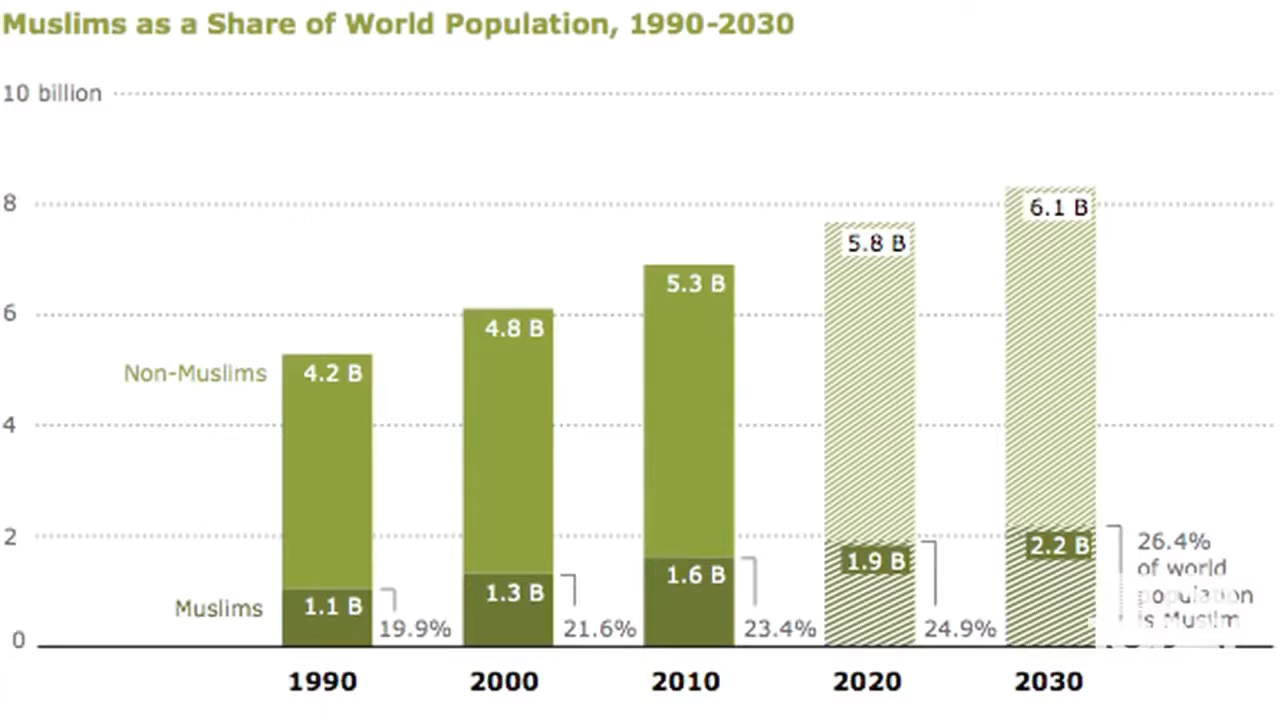 Muslims as a Share of World Population, 1990-2030
10 billion
8
6.1 B
5.8 B
6
5.3 B
4.8 B
Non-Muslims
4.2 B
4
2
26.4%
of world
population
is Muslim
2.2 B
1.9 B
1.6 B
1.3 B
Muslims
1.1 B
19.9%
21.6%
23.4%
24.9%
0
1990
2000
2010
2020
2030